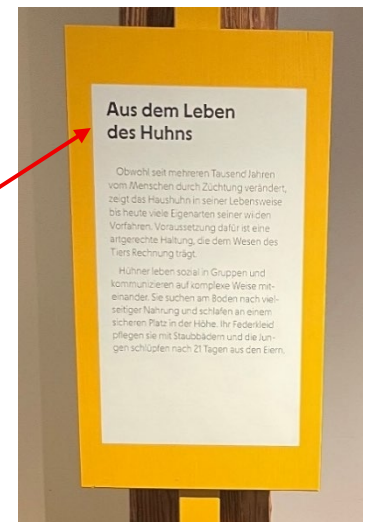 Aus dem Leben
des Huhns
Obwohl seit mehreren Tausend Jahren
vom Menschen durch Züchtung verändert,
zeigt das Haushuhn in seiner Lebensweise
bis heute viele Eigenarten seiner wilden
Vorfahren. Voraussetzung dafür ist eine
artgerechte Haltung, die dem Wesen des
Tiers Rechnung trägt.
Hühner leben sozial in Gruppen und
kommunizieren auf komplexe Weise mit-
einander. Sie suchen am Boden nach viel-
seitiger Nahrung und schlafen an einem
sicheren Platz in der Höhe. Ihr Federkleid
pflegen sie mit Staubbädern und die Jun-
gen schlüpfen nach 21 Tagen aus den Eiern.